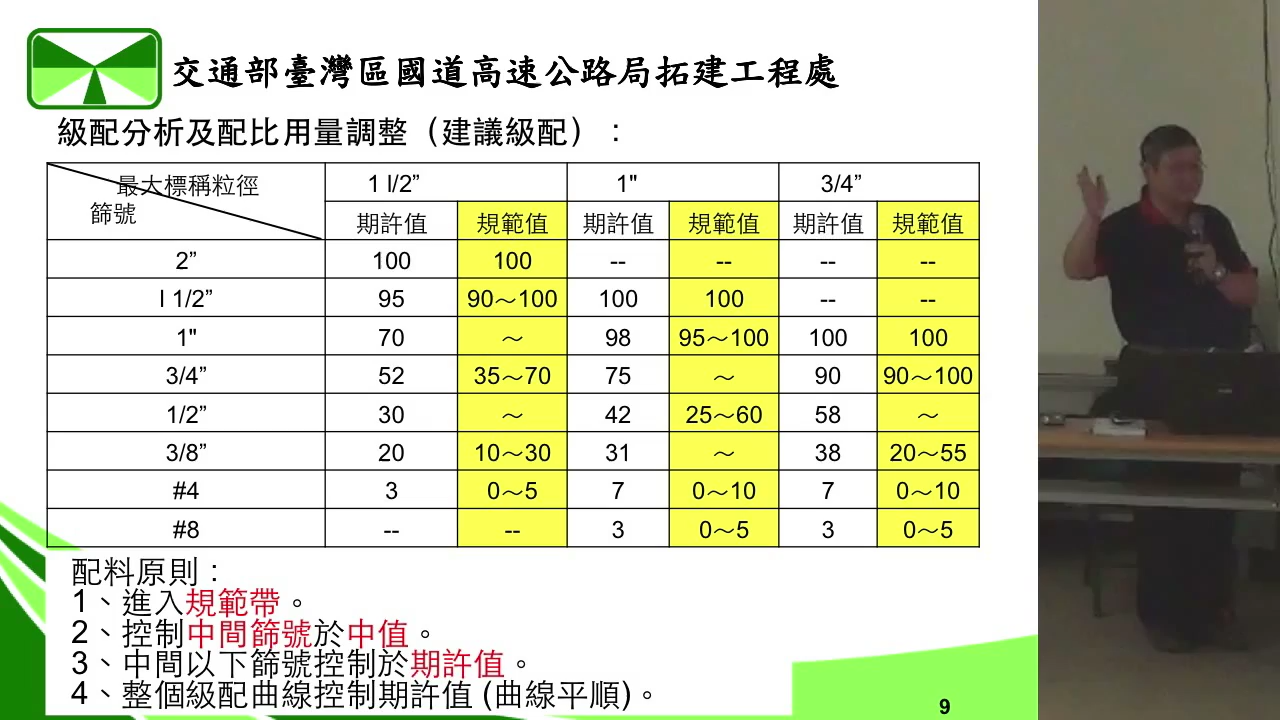 交通部臺灣區國道高速公路局拓建工程處
級配分析及配比用量調整（建議級配）：
最大標稱粒徑 1 l/2” 1" 3/4”
篩號 期許值 規範值 期許值 規範值 期許值 規範值
2” 100 100 -- -- -- --
l 1/2” 95 90～100 100 100 -- --
1" 70 ～ 98 95～100 100 100
3/4” 52 35～70 75 ～ 90 90～100
1/2” 30 ～ 42 25～60 58 ～
3/8” 20 10～30 31 ～ 38 20～55
#4 3 0～5 7 0～10 7 0～10
#8 -- -- 3 0～5 3 0～5
配料原則：
1、進入規範帶。
2、控制中間篩號於中值。
3、中間以下篩號控制於期許值。
4、整個級配曲線控制期許值 (曲線平順)。
9